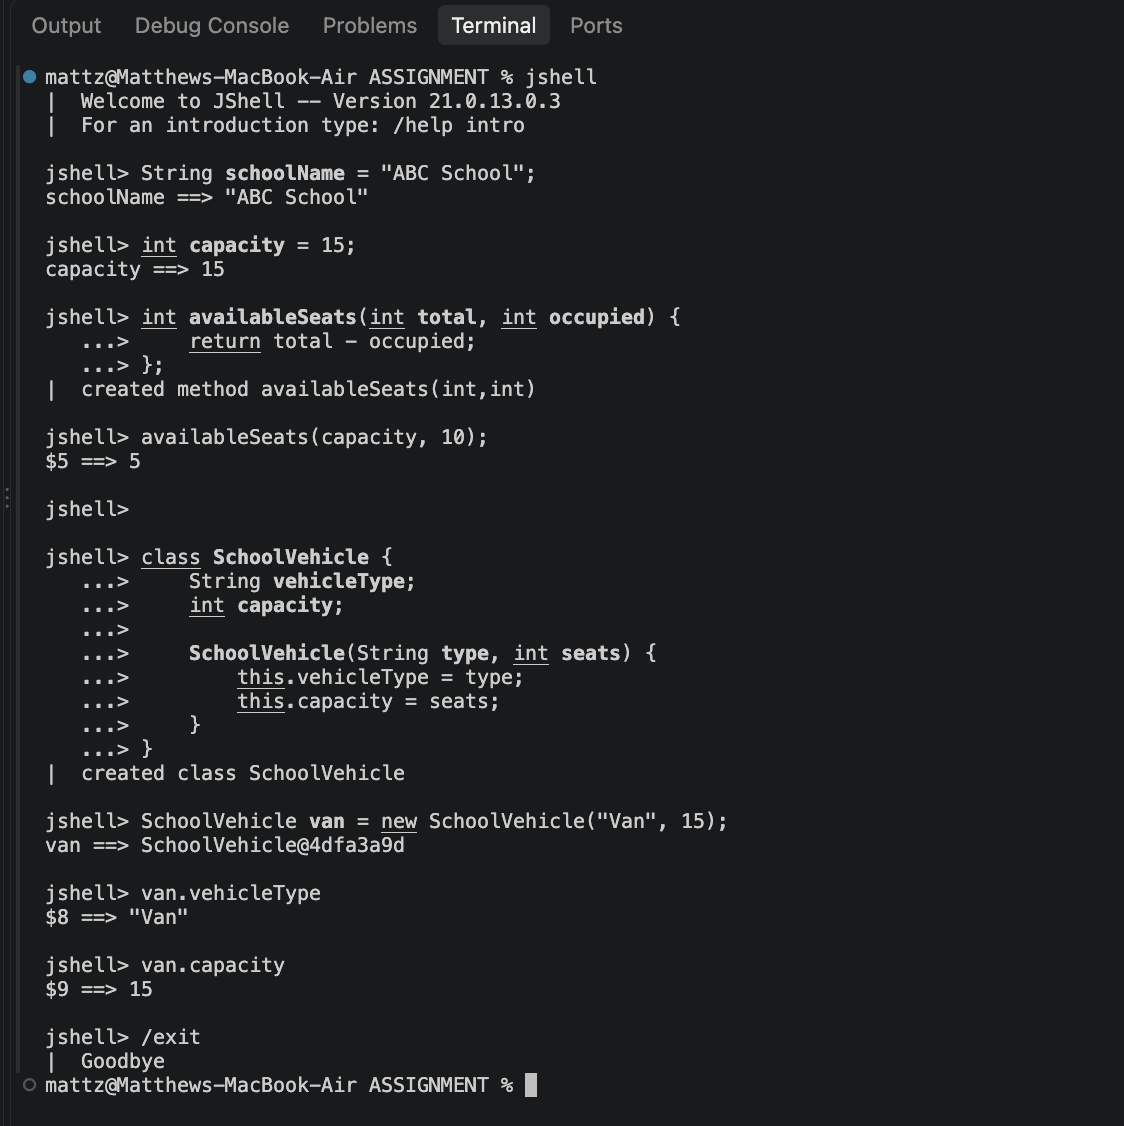 Output Debug Console Problems Terminal Ports
mattz@Matthews-MacBook-Air ASSIGNMENT % jshell
|  Welcome to JShell -- Version 21.0.13.0.3
|  For an introduction type: /help intro
jshell> String schoolName = "ABC School";
schoolName ==> "ABC School"
jshell> int capacity = 15;
capacity ==> 15
jshell> int availableSeats(int total, int occupied) {
   ...>     return total - occupied;
   ...> };
|  created method availableSeats(int,int)
jshell> availableSeats(capacity, 10);
$5 ==> 5
jshell>
jshell> class SchoolVehicle {
   ...>     String vehicleType;
   ...>     int capacity;
   ...>
   ...>     SchoolVehicle(String type, int seats) {
   ...>         this.vehicleType = type;
   ...>         this.capacity = seats;
   ...>     }
   ...> }
|  created class SchoolVehicle
jshell> SchoolVehicle van = new SchoolVehicle("Van", 15);
van ==> SchoolVehicle@4dfa3a9d
jshell> van.vehicleType
$8 ==> "Van"
jshell> van.capacity
$9 ==> 15
jshell> /exit
|  Goodbye
mattz@Matthews-MacBook-Air ASSIGNMENT %